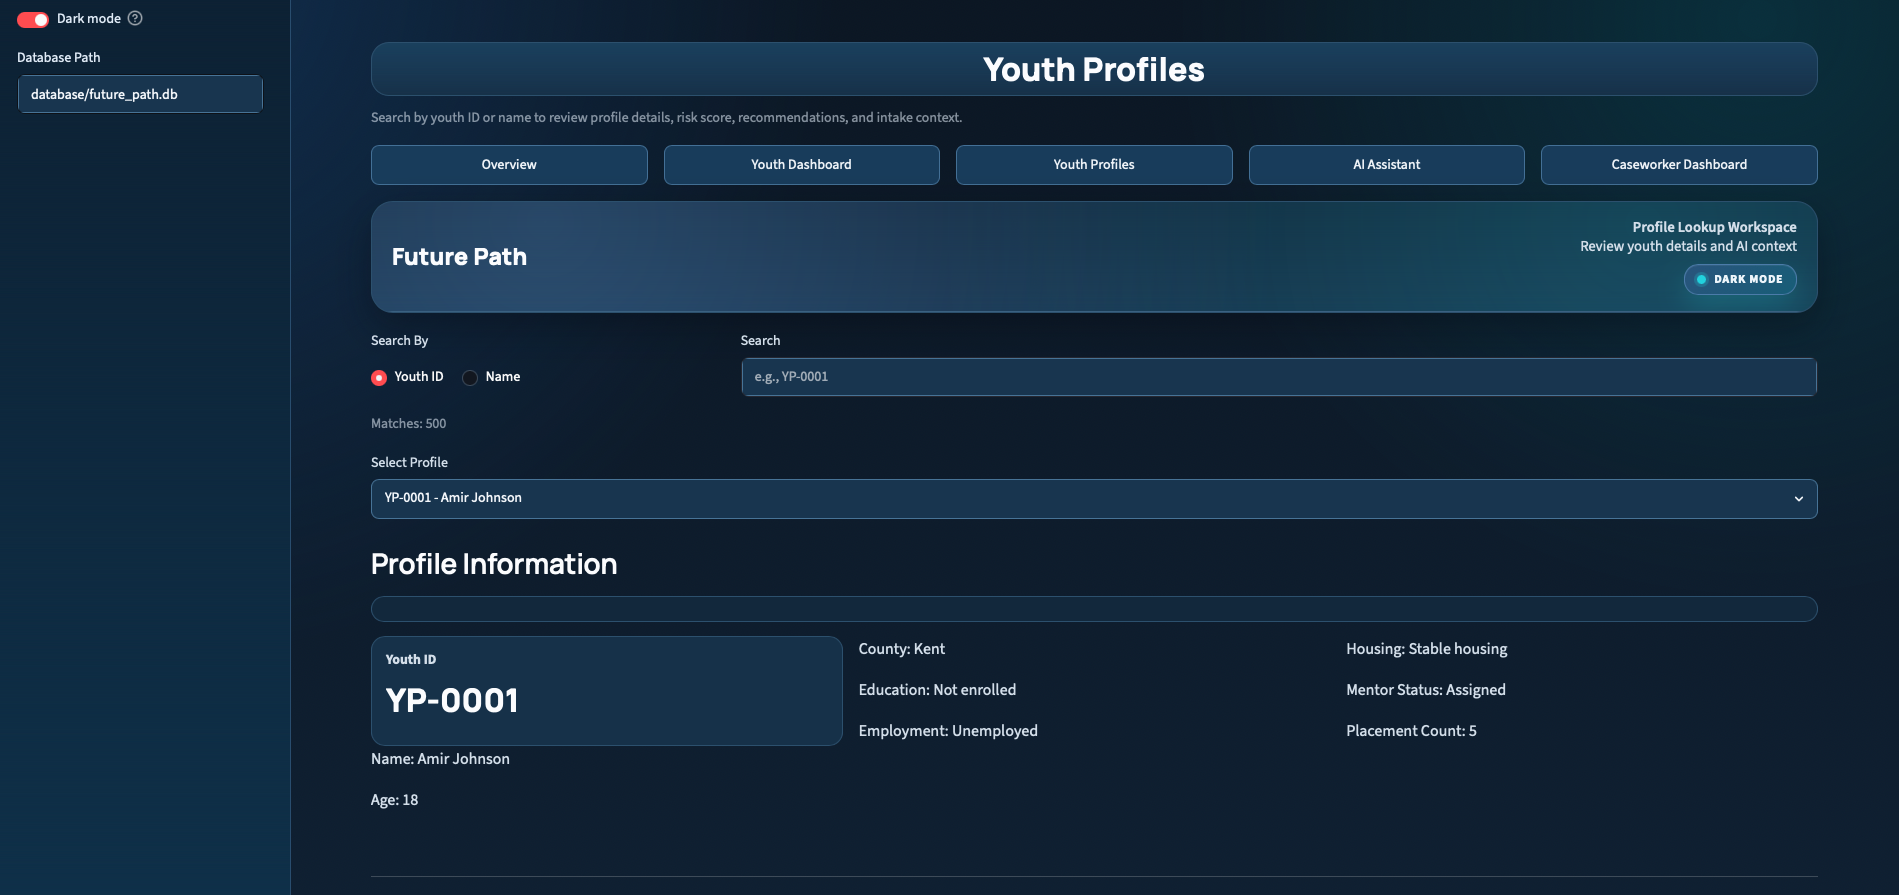 Dark mode
?
Database Path
database/future_path.db
Youth Profiles
Search by youth ID or name to review profile details, risk score, recommendations, and intake context.
Overview
Youth Dashboard
Youth Profiles
AI Assistant
Caseworker Dashboard
Future Path
Profile Lookup Workspace
Review youth details and AI context
DARK MODE
Search By
Youth ID
Name
Search
e.g., YP-0001
Matches: 500
Select Profile
YP-0001 - Amir Johnson
Profile Information
Youth ID
YP-0001
Name: Amir Johnson
Age: 18
County: Kent
Education: Not enrolled
Employment: Unemployed
Housing: Stable housing
Mentor Status: Assigned
Placement Count: 5